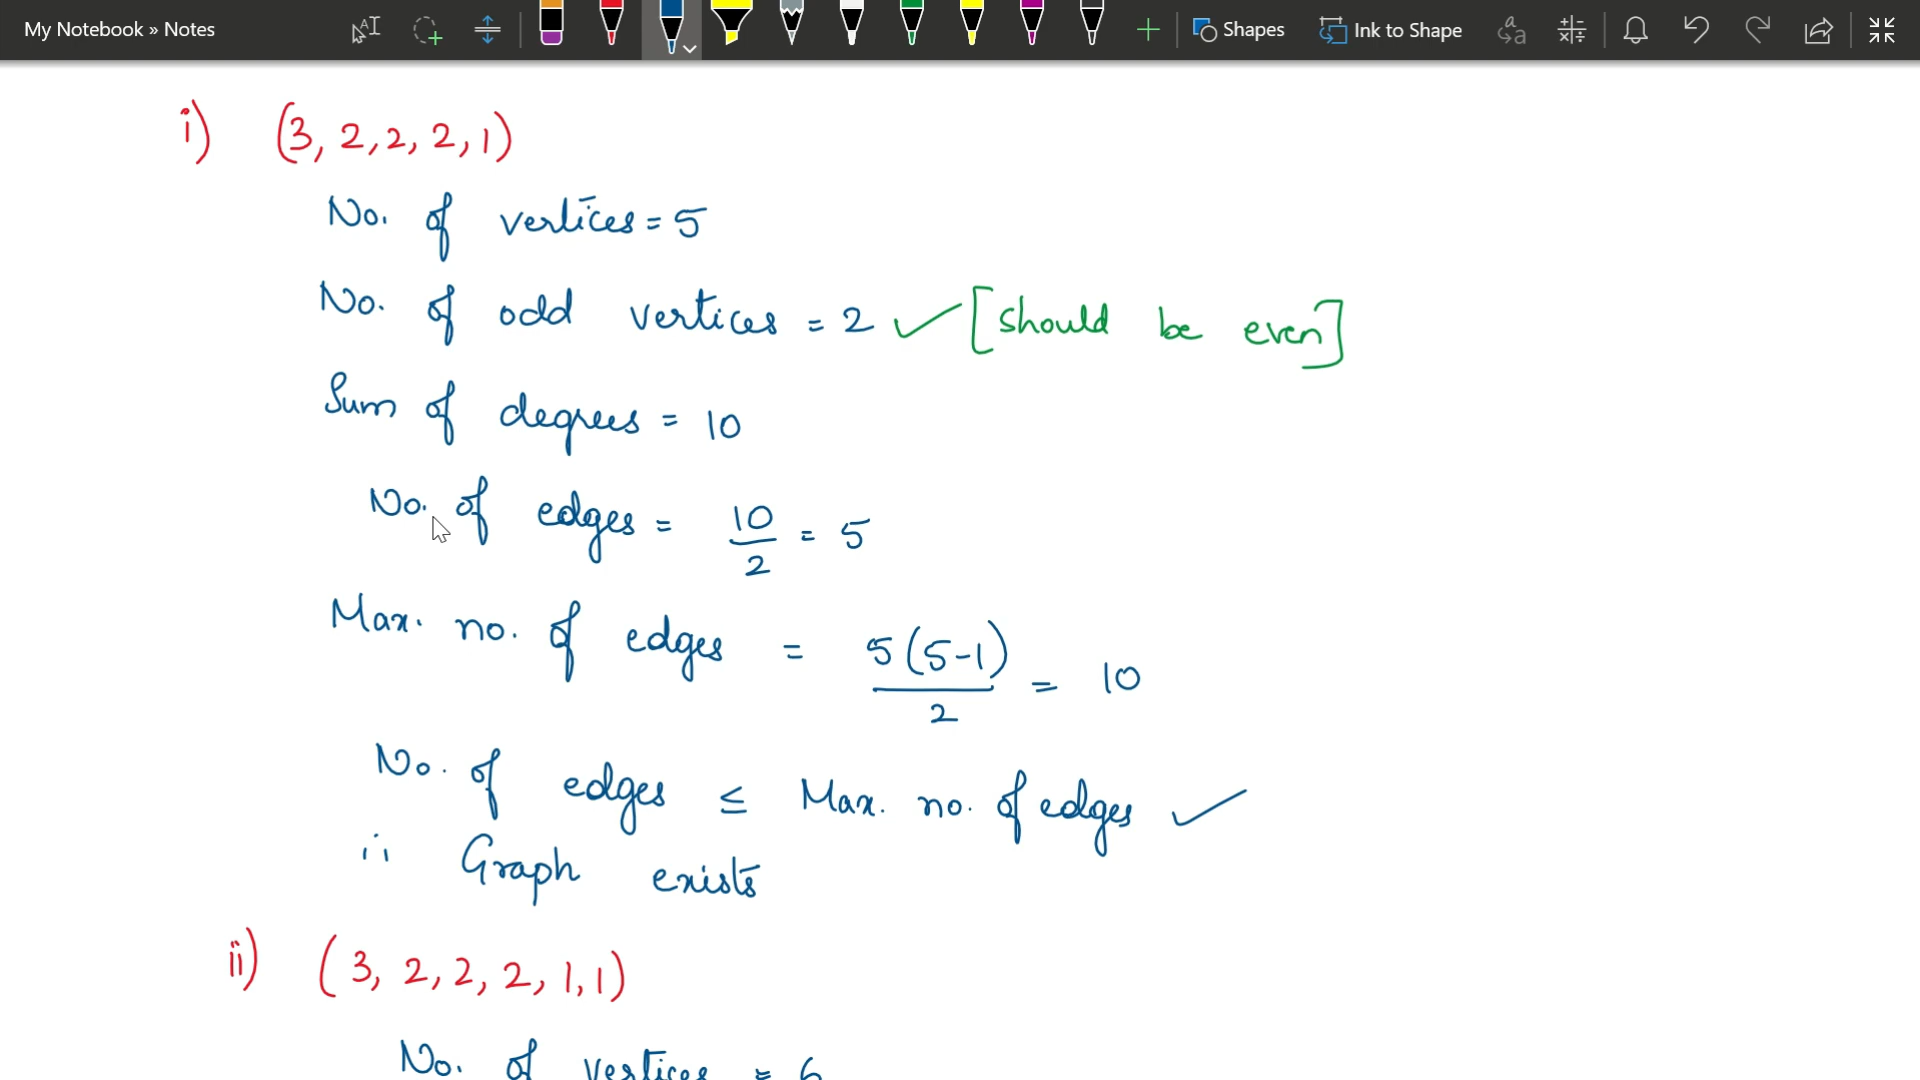 My Notebook » Notes
Shapes
Ink to Shape
i) (3, 2, 2, 2, 1)
No. of vertices = 5
No. of odd vertices = 2 ✓ [should be even]
Sum of degrees = 10
No. of edges = 10/2 = 5
Max. no. of edges = 5(5-1)/2 = 10
No. of edges ≤ Max. no. of edges ✓
∴ Graph exists
ii) (3, 2, 2, 2, 1, 1)
No. of vertices = 6